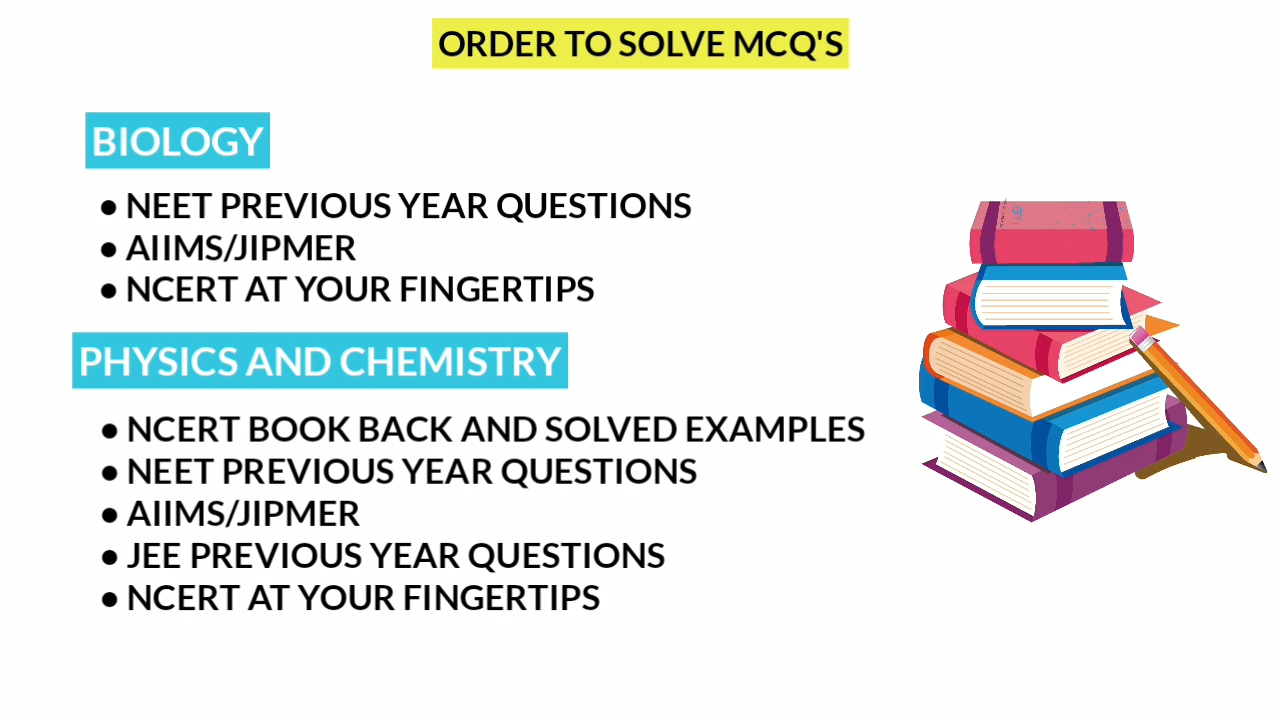 ORDER TO SOLVE MCQ'S
BIOLOGY
● NEET PREVIOUS YEAR QUESTIONS
● AIIMS/JIPMER
● NCERT AT YOUR FINGERTIPS
PHYSICS AND CHEMISTRY
● NCERT BOOK BACK AND SOLVED EXAMPLES
● NEET PREVIOUS YEAR QUESTIONS
● AIIMS/JIPMER
● JEE PREVIOUS YEAR QUESTIONS
● NCERT AT YOUR FINGERTIPS